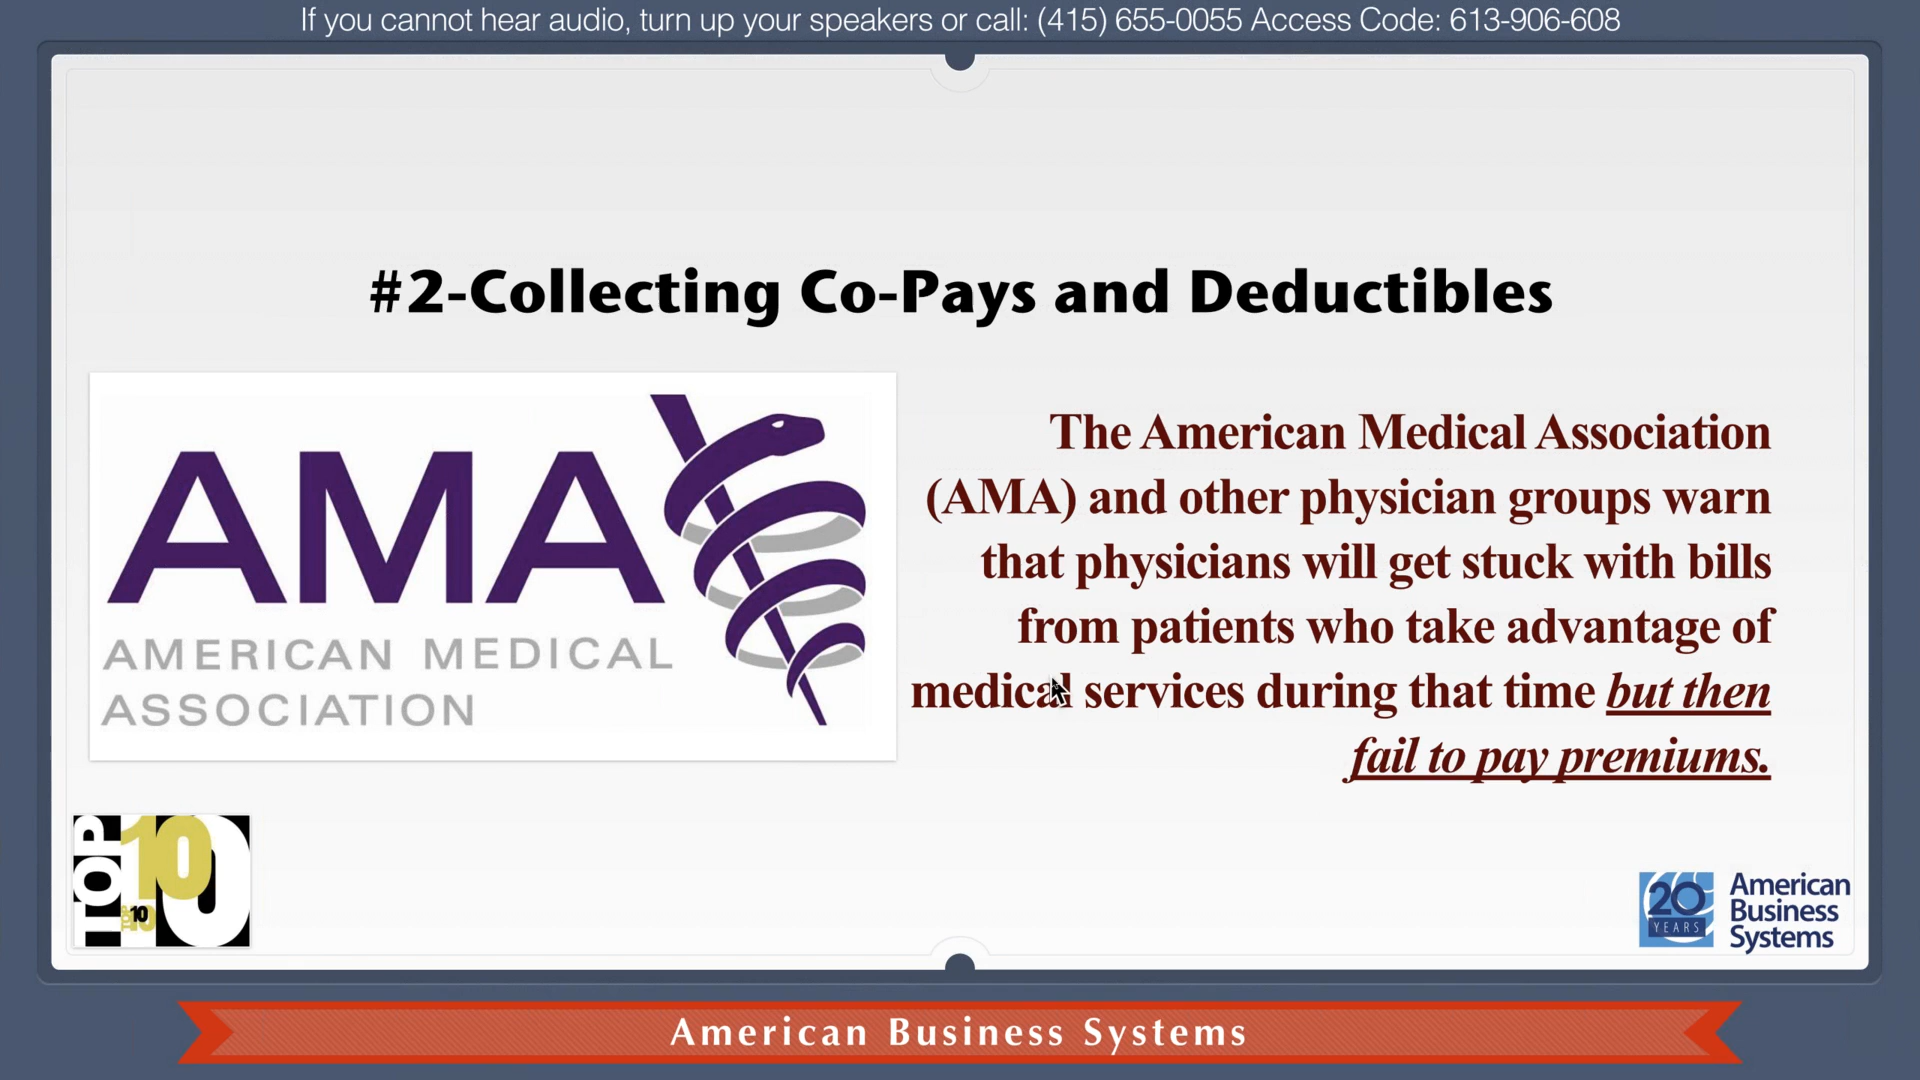 If you cannot hear audio, turn up your speakers or call: (415) 655-0055 Access Code: 613-906-608
#2-Collecting Co-Pays and Deductibles
AMA
AMERICAN MEDICAL
ASSOCIATION
The American Medical Association
(AMA) and other physician groups warn
that physicians will get stuck with bills
from patients who take advantage of
medical services during that time but then
fail to pay premiums.
TOP 10
10
10
20
YEARS
American
Business
Systems
American Business Systems